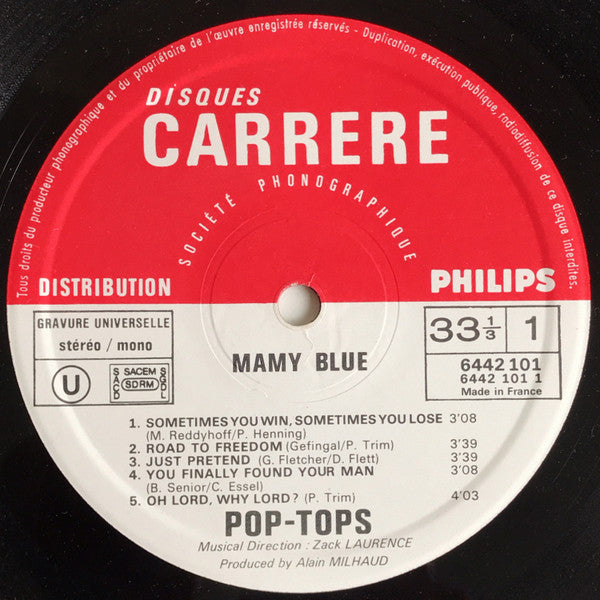 Tous droits du producteur phonographique et du propriétaire de l'œuvre enregistrée réservés - Duplication, exécution publique, radiodiffusion de ce disque interdites.
DISQUES
CARRERE
SOCIÉTÉ PHONOGRAPHIQUE
DISTRIBUTION PHILIPS
GRAVURE UNIVERSELLE
stéréo / mono
U
SACD
SACEM
SDRM
SGDL
33 1/3 1
6442 101
6442 101 1
Made in France
MAMY BLUE
1. SOMETIMES YOU WIN, SOMETIMES YOU LOSE 3'08
(M. Reddyhoff/P. Henning)
2. ROAD TO FREEDOM (Gefingal/P. Trim) 3'39
3. JUST PRETEND (G. Fletcher/D. Flett) 3'39
4. YOU FINALLY FOUND YOUR MAN 3'08
(B. Senior/C. Essel)
5. OH LORD, WHY LORD? (P. Trim) 4'03
POP-TOPS
Musical Direction : Zack LAURENCE
Produced by Alain MILHAUD